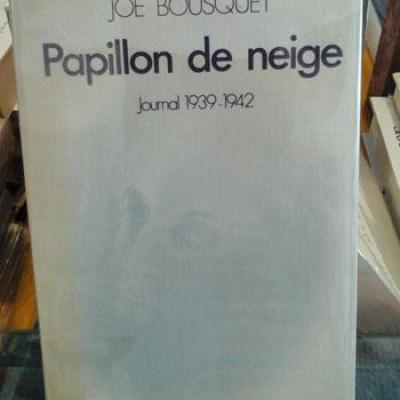 JOE BOUSQUET
Papillon de neige
Journal 1939-1942